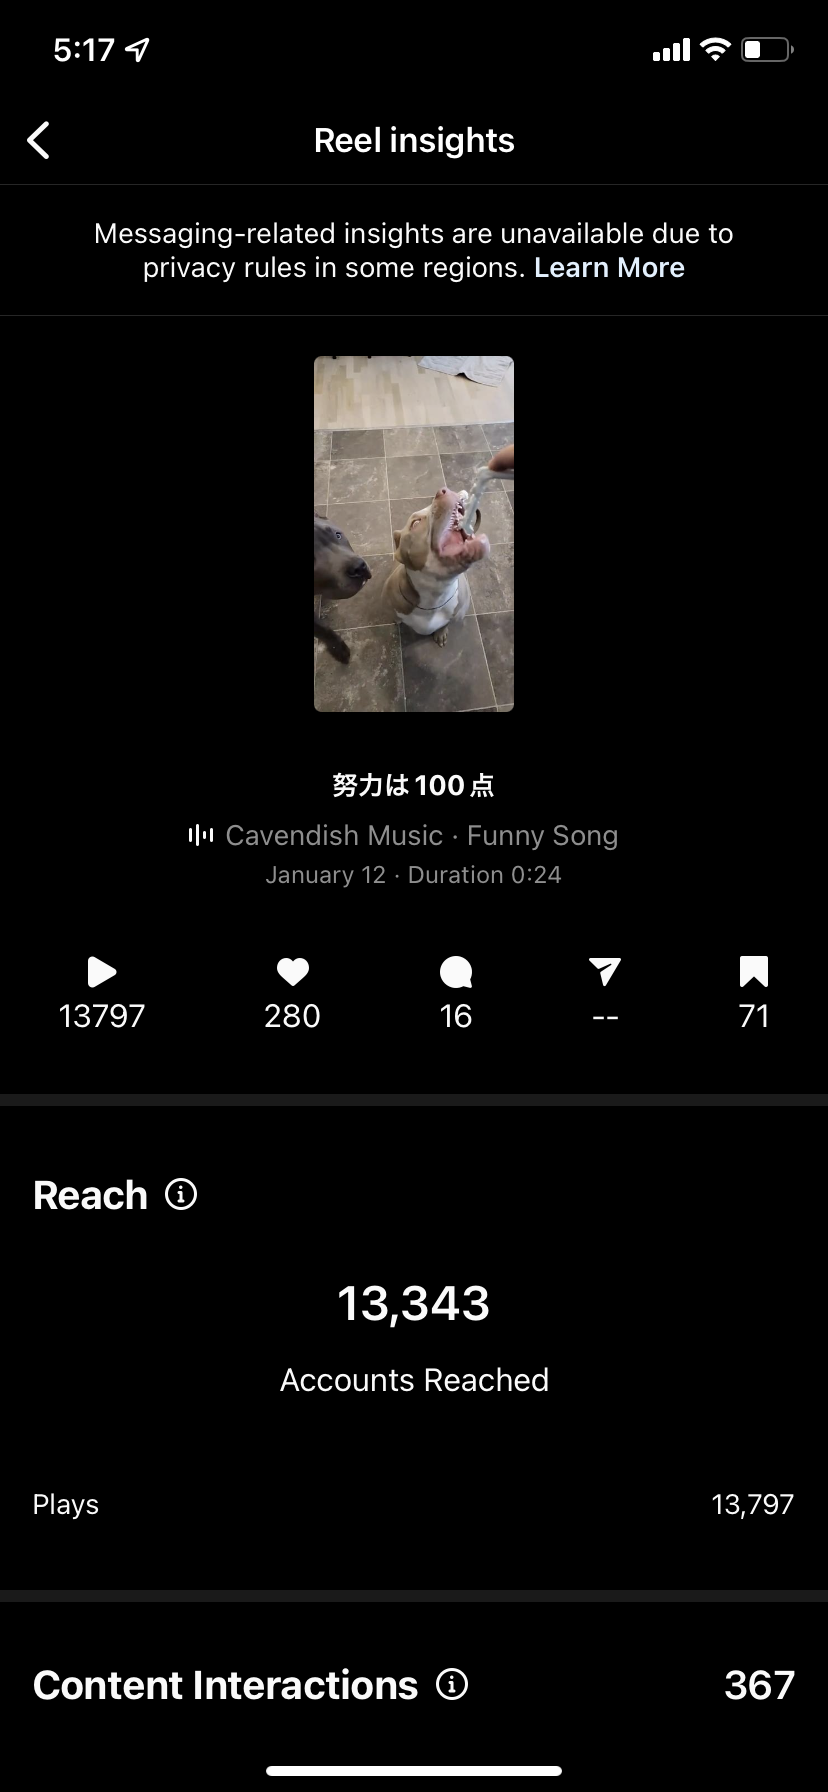 5:17
Reel insights
Messaging-related insights are unavailable due to
privacy rules in some regions. Learn More
努力は100点
Cavendish Music · Funny Song
January 12 · Duration 0:24
13797 280 16 -- 71
Reach
13,343
Accounts Reached
Plays 13,797
Content Interactions 367